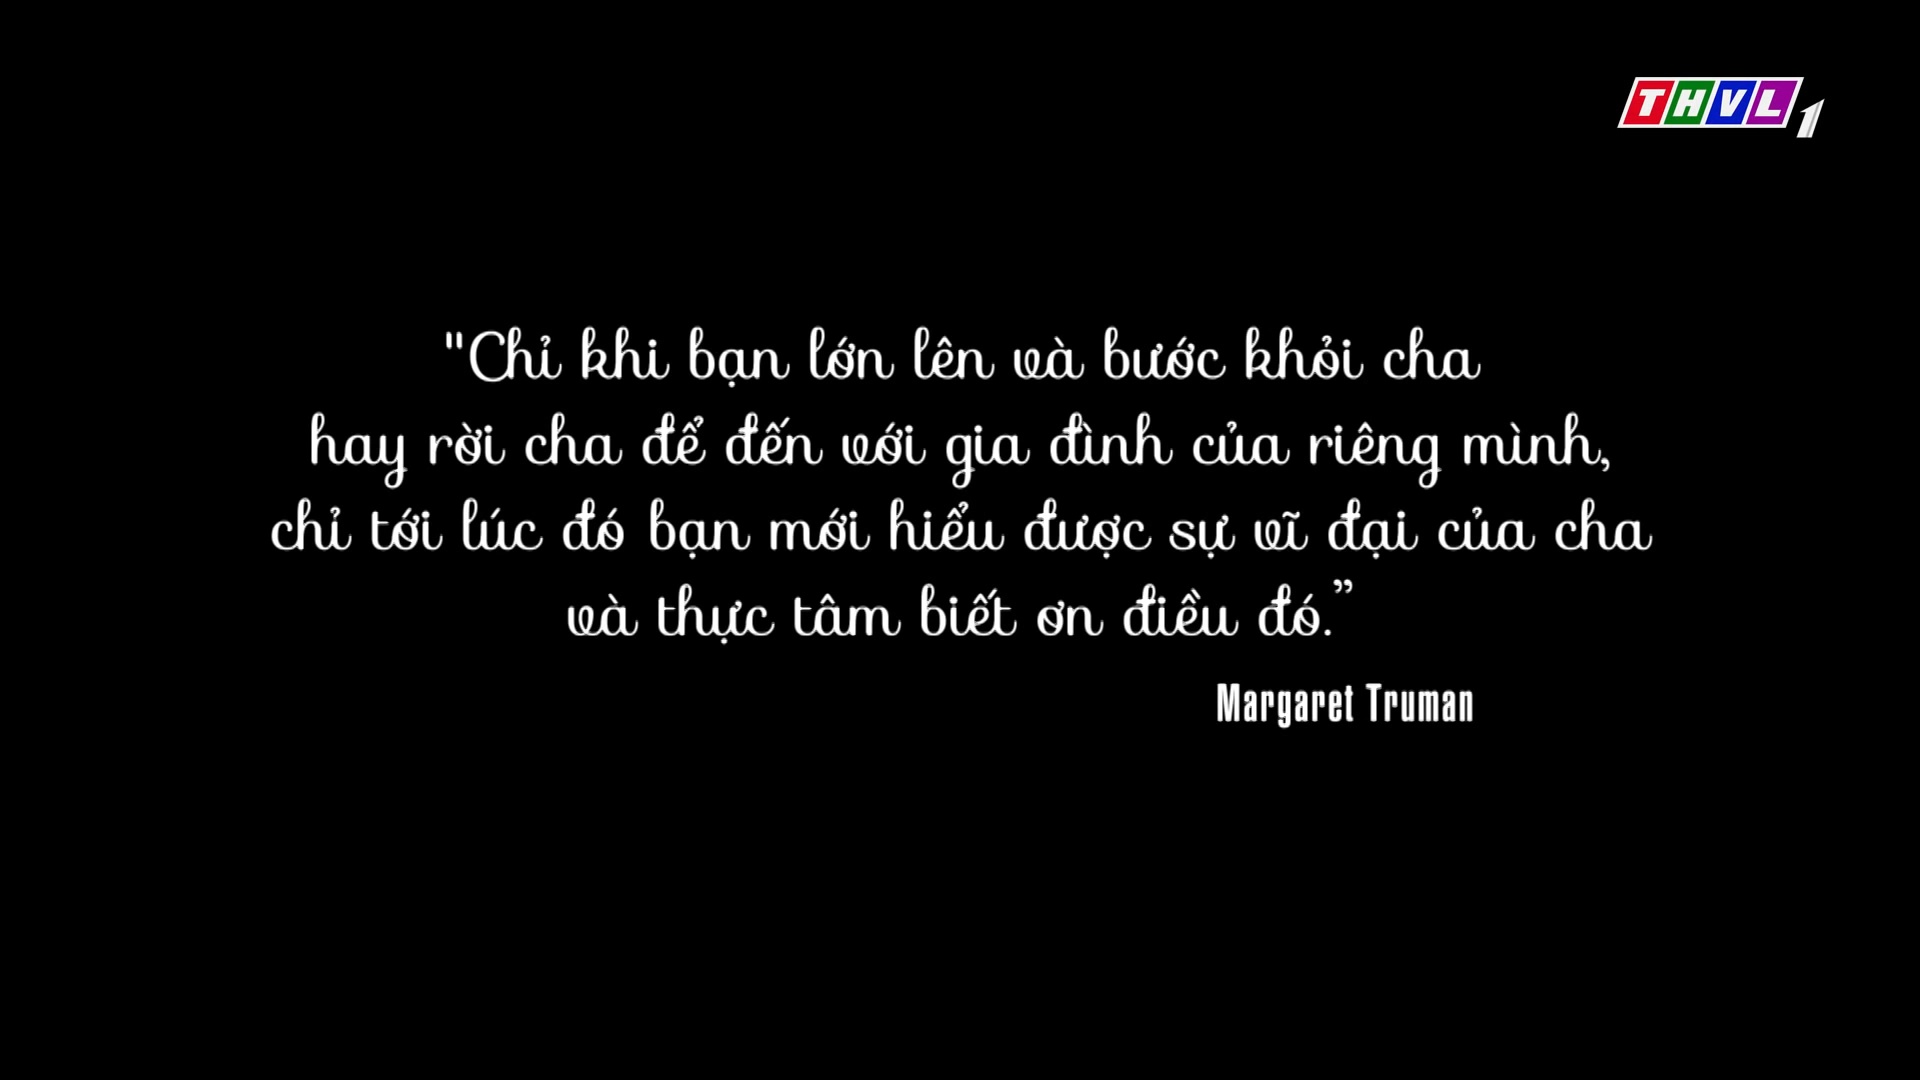 THVL1
"Chỉ khi bạn lớn lên và bước khỏi cha
hay rời cha để đến với gia đình của riêng mình,
chỉ tới lúc đó bạn mới hiểu được sự vĩ đại của cha
và thực tâm biết ơn điều đó.”
Margaret Truman